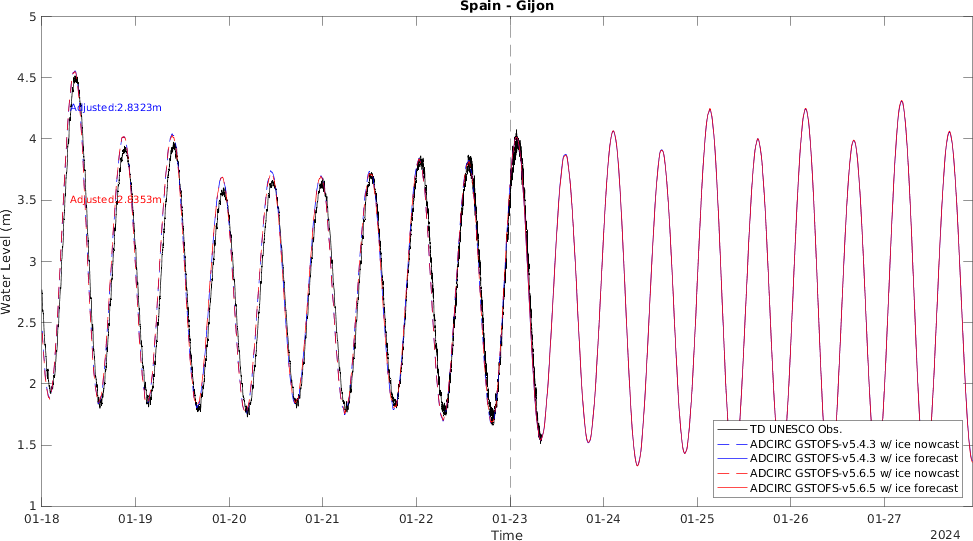 Spain - Gijon
5
4.5
Adjusted:2.8323m
4
3.5
Adjusted:2.8353m
3
2.5
2
1.5
1
Water Level (m)
TD UNESCO Obs.
ADCIRC GSTOFS-v5.4.3 w/ ice nowcast
ADCIRC GSTOFS-v5.4.3 w/ ice forecast
ADCIRC GSTOFS-v5.6.5 w/ ice nowcast
ADCIRC GSTOFS-v5.6.5 w/ ice forecast
01-18 01-19 01-20 01-21 01-22 01-23 01-24 01-25 01-26 01-27
Time
2024